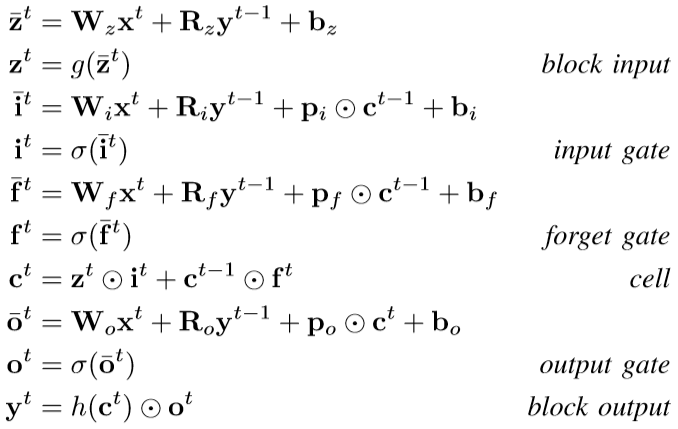 z̄ᵗ = W_z xᵗ + R_z yᵗ⁻¹ + b_z
zᵗ = g(z̄ᵗ) block input
īᵗ = W_i xᵗ + R_i yᵗ⁻¹ + p_i ⊙ cᵗ⁻¹ + b_i
iᵗ = σ(īᵗ) input gate
f̄ᵗ = W_f xᵗ + R_f yᵗ⁻¹ + p_f ⊙ cᵗ⁻¹ + b_f
fᵗ = σ(f̄ᵗ) forget gate
cᵗ = zᵗ ⊙ iᵗ + cᵗ⁻¹ ⊙ fᵗ cell
ōᵗ = W_o xᵗ + R_o yᵗ⁻¹ + p_o ⊙ cᵗ + b_o
oᵗ = σ(ōᵗ) output gate
yᵗ = h(cᵗ) ⊙ oᵗ block output